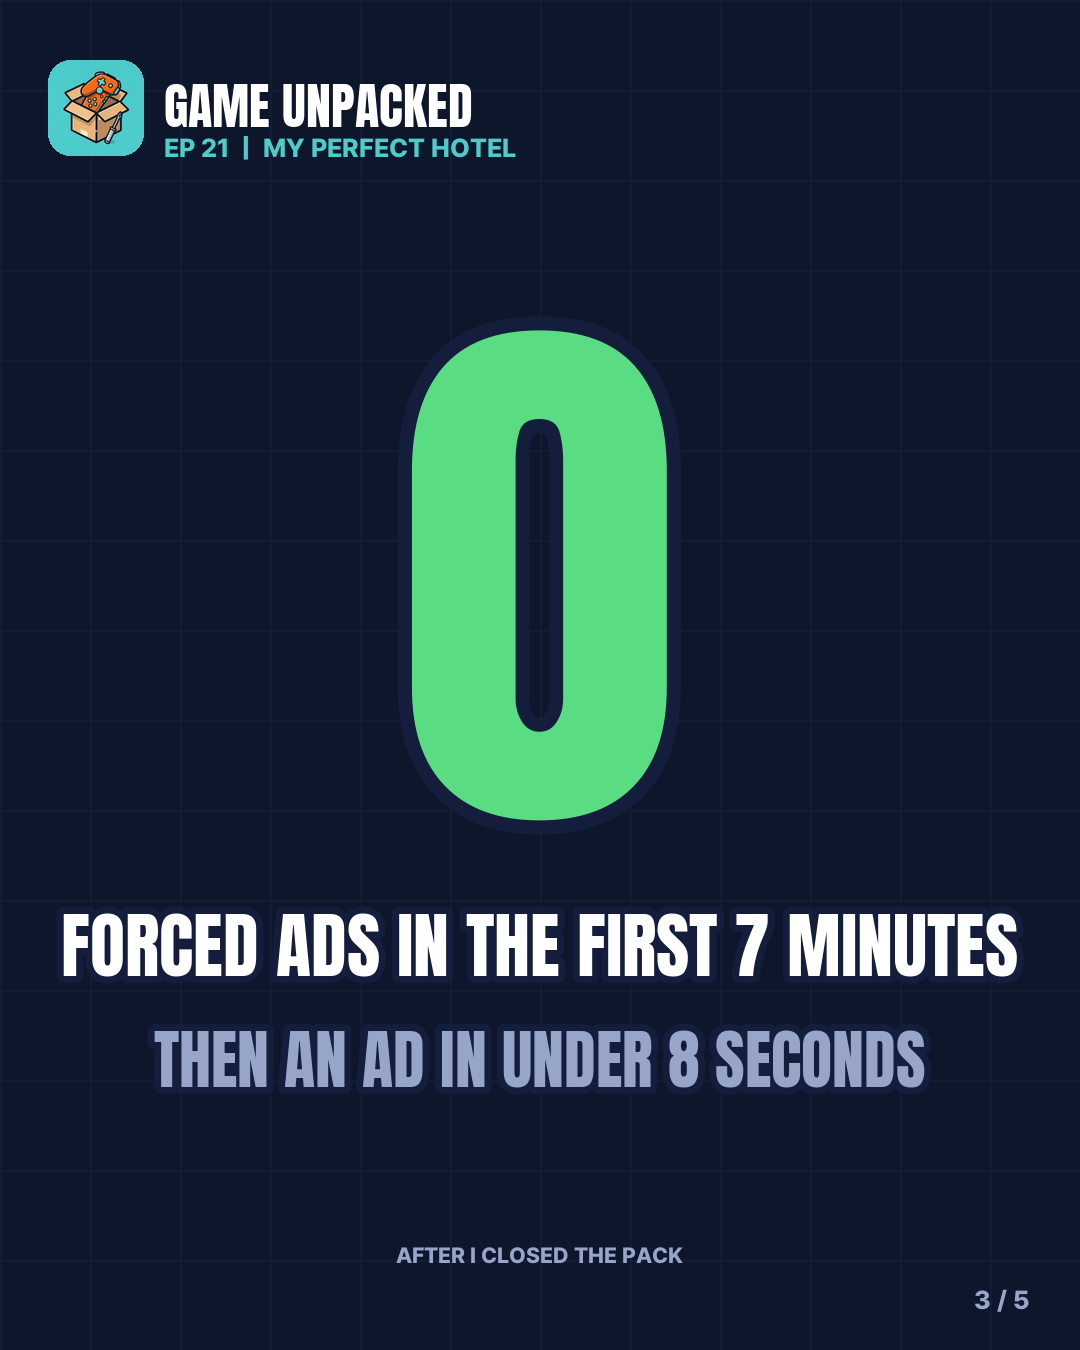 GAME UNPACKED
EP 21 | MY PERFECT HOTEL
0
FORCED ADS IN THE FIRST 7 MINUTES
THEN AN AD IN UNDER 8 SECONDS
AFTER I CLOSED THE PACK
3 / 5